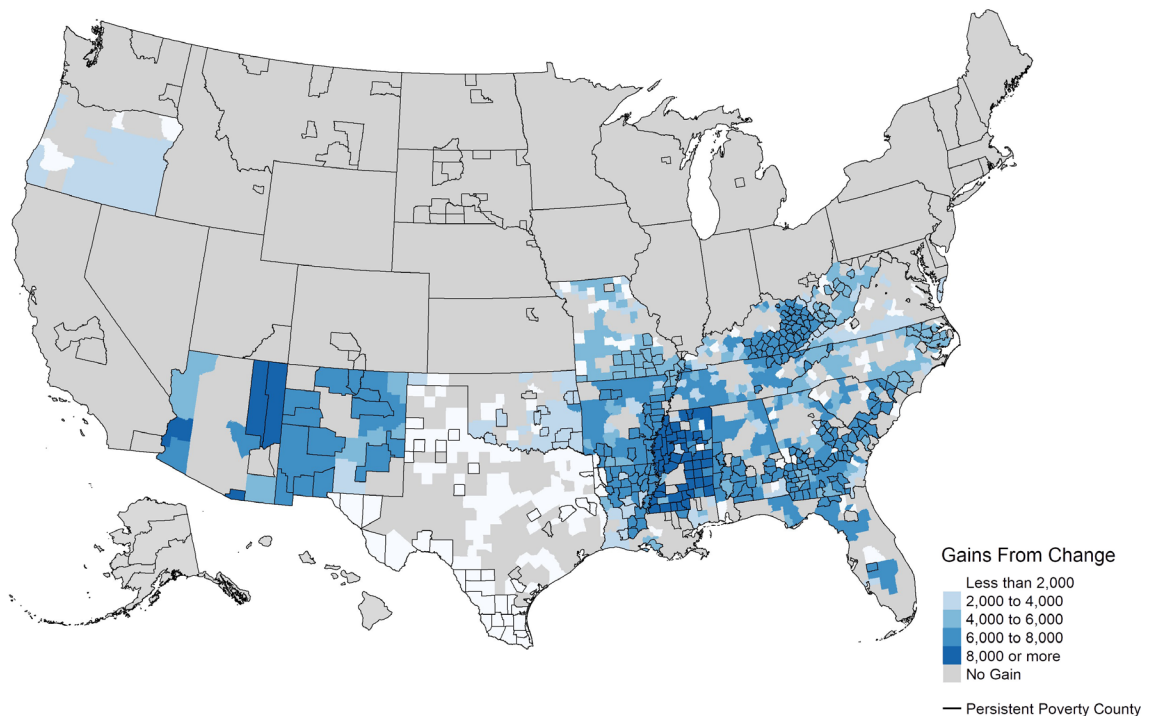 Gains From Change
Less than 2,000
2,000 to 4,000
4,000 to 6,000
6,000 to 8,000
8,000 or more
No Gain
Persistent Poverty County